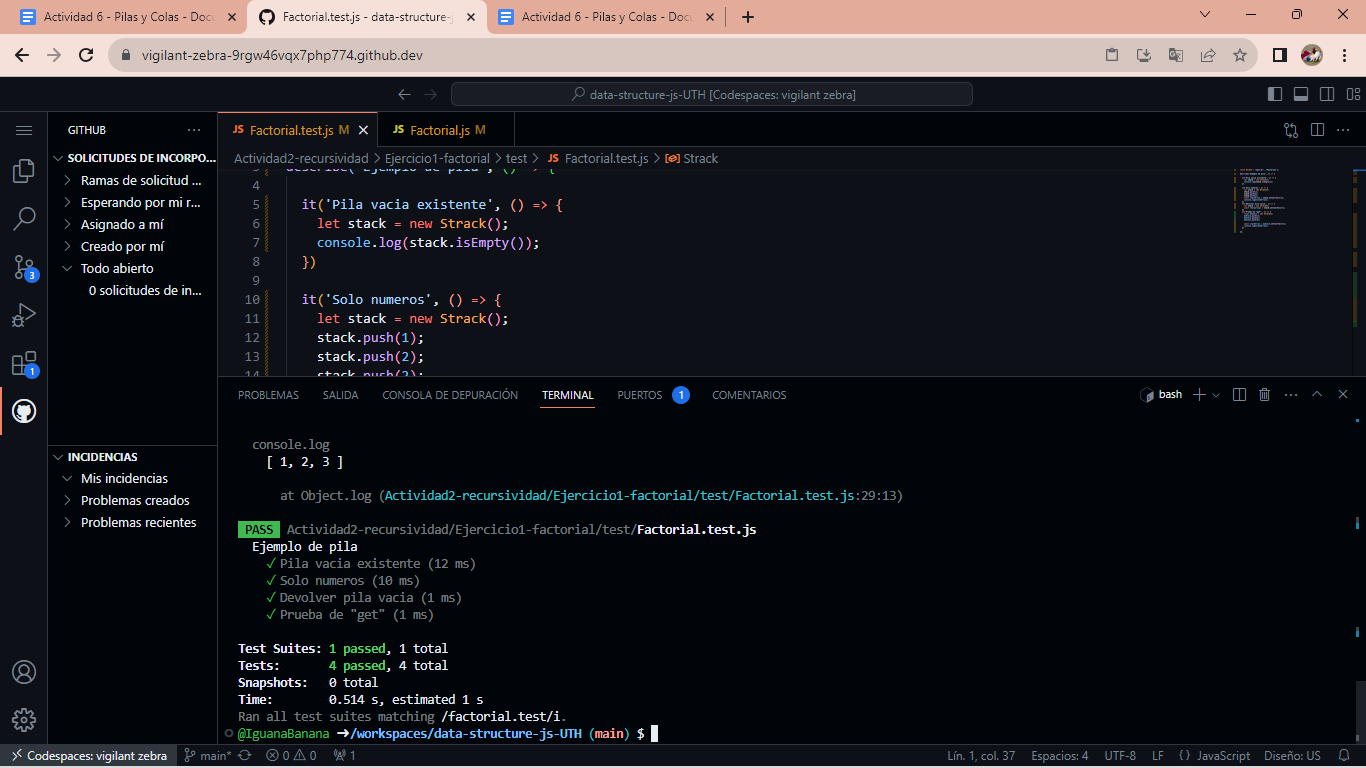 Actividad 6 - Pilas y Colas - Docu
Factorial.test.js - data-structure-j
Actividad 6 - Pilas y Colas - Docu
vigilant-zebra-9rgw46vqx7php774.github.dev
data-structure-js-UTH [Codespaces: vigilant zebra]
GITHUB
SOLICITUDES DE INCORPO...
Ramas de solicitud ...
Esperando por mi r...
Asignado a mí
Creado por mí
Todo abierto
0 solicitudes de in...
3
1
INCIDENCIAS
Mis incidencias
Problemas creados
Problemas recientes
JS Factorial.test.js M
JS Factorial.js M
Actividad2-recursividad > Ejercicio1-factorial > test > JS Factorial.test.js > Strack
3 describe('Ejemplo de pila', () => {
4
5 it('Pila vacia existente', () => {
6 let stack = new Strack();
7 console.log(stack.isEmpty());
8 })
9
10 it('Solo numeros', () => {
11 let stack = new Strack();
12 stack.push(1);
13 stack.push(2);
14 stack.push(2);
PROBLEMAS SALIDA CONSOLA DE DEPURACIÓN TERMINAL PUERTOS 1 COMENTARIOS
bash
console.log
[ 1, 2, 3 ]
at Object.log (Actividad2-recursividad/Ejercicio1-factorial/test/Factorial.test.js:29:13)
PASS Actividad2-recursividad/Ejercicio1-factorial/test/Factorial.test.js
Ejemplo de pila
✓ Pila vacia existente (12 ms)
✓ Solo numeros (10 ms)
✓ Devolver pila vacia (1 ms)
✓ Prueba de "get" (1 ms)
Test Suites: 1 passed, 1 total
Tests: 4 passed, 4 total
Snapshots: 0 total
Time: 0.514 s, estimated 1 s
Ran all test suites matching /factorial.test/i.
@IguanaBanana ➜/workspaces/data-structure-js-UTH (main) $
Codespaces: vigilant zebra main* 0 0 1
Lín. 1, col. 37 Espacios: 4 UTF-8 LF {} JavaScript Diseño: US